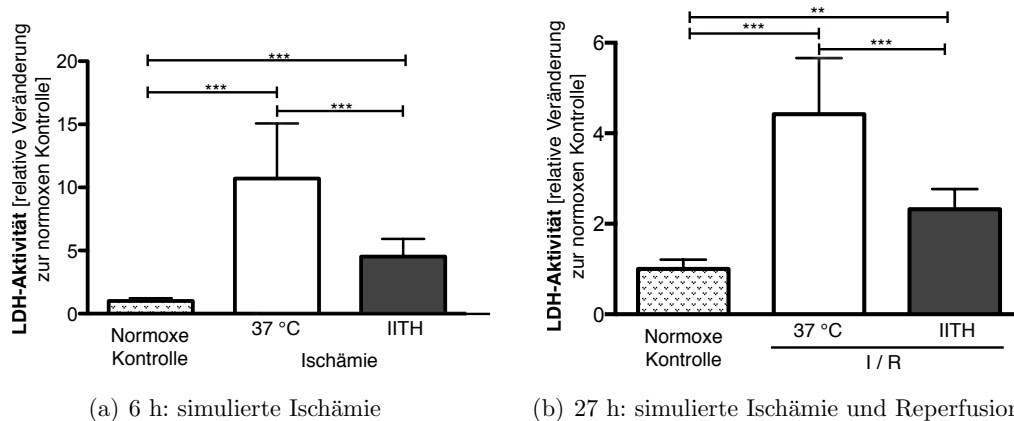 LDH-Aktivität [relative Veränderung
zur normoxen Kontrolle]
20
15
10
5
0
***
***
***
Normoxe
Kontrolle
37 °C
IITH
Ischämie
(a) 6 h: simulierte Ischämie
LDH-Aktivität [relative Veränderung
zur normoxen Kontrolle]
6
4
2
0
**
***
***
Normoxe
Kontrolle
37 °C
IITH
I / R
(b) 27 h: simulierte Ischämie und Reperfusion